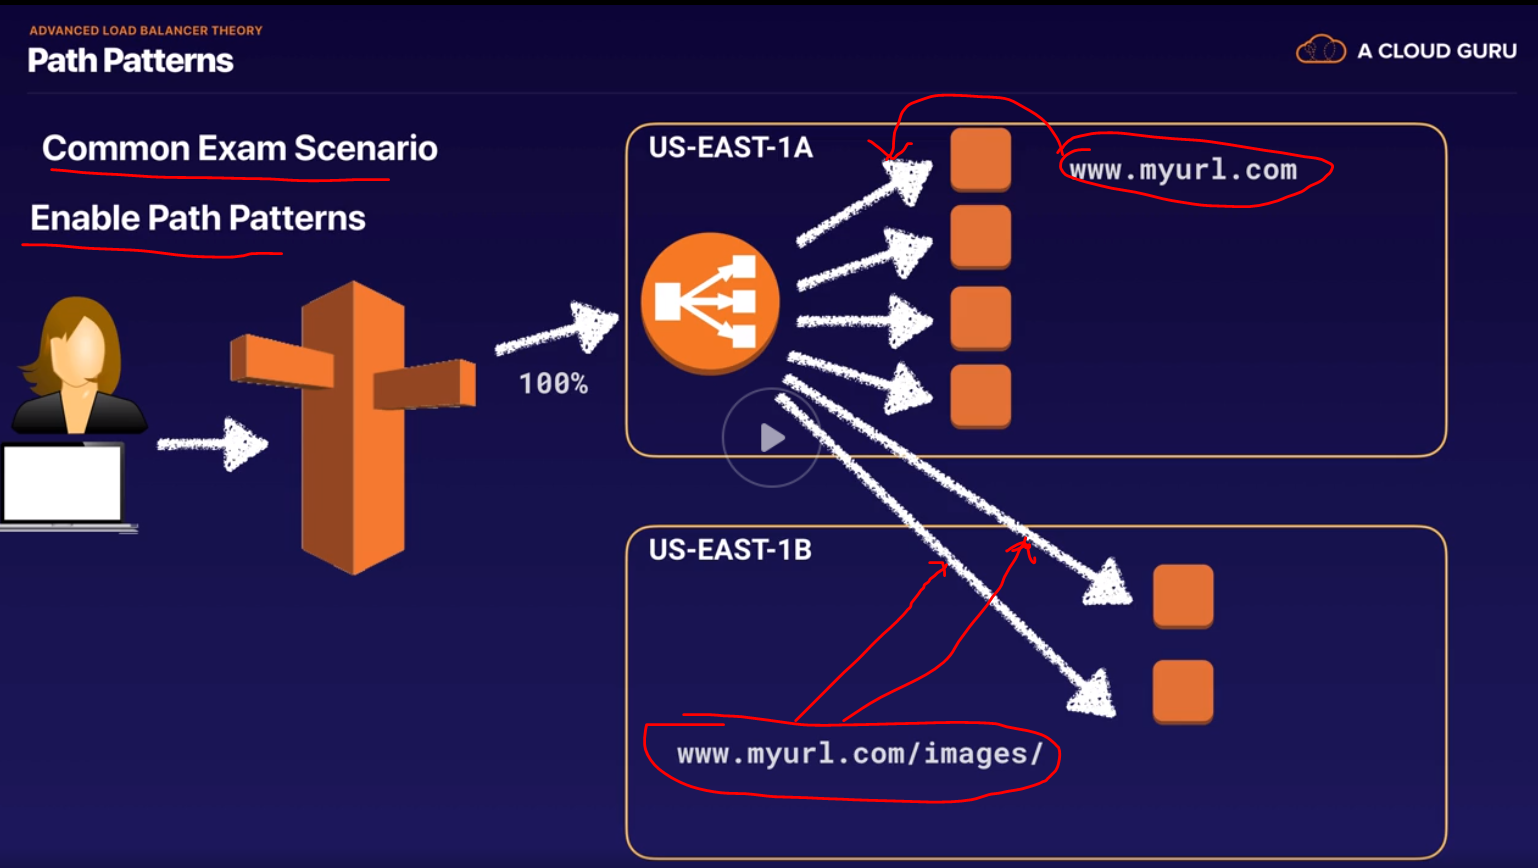 ADVANCED LOAD BALANCER THEORY
Path Patterns
A CLOUD GURU
Common Exam Scenario
Enable Path Patterns
US-EAST-1A
www.myurl.com
100%
US-EAST-1B
www.myurl.com/images/